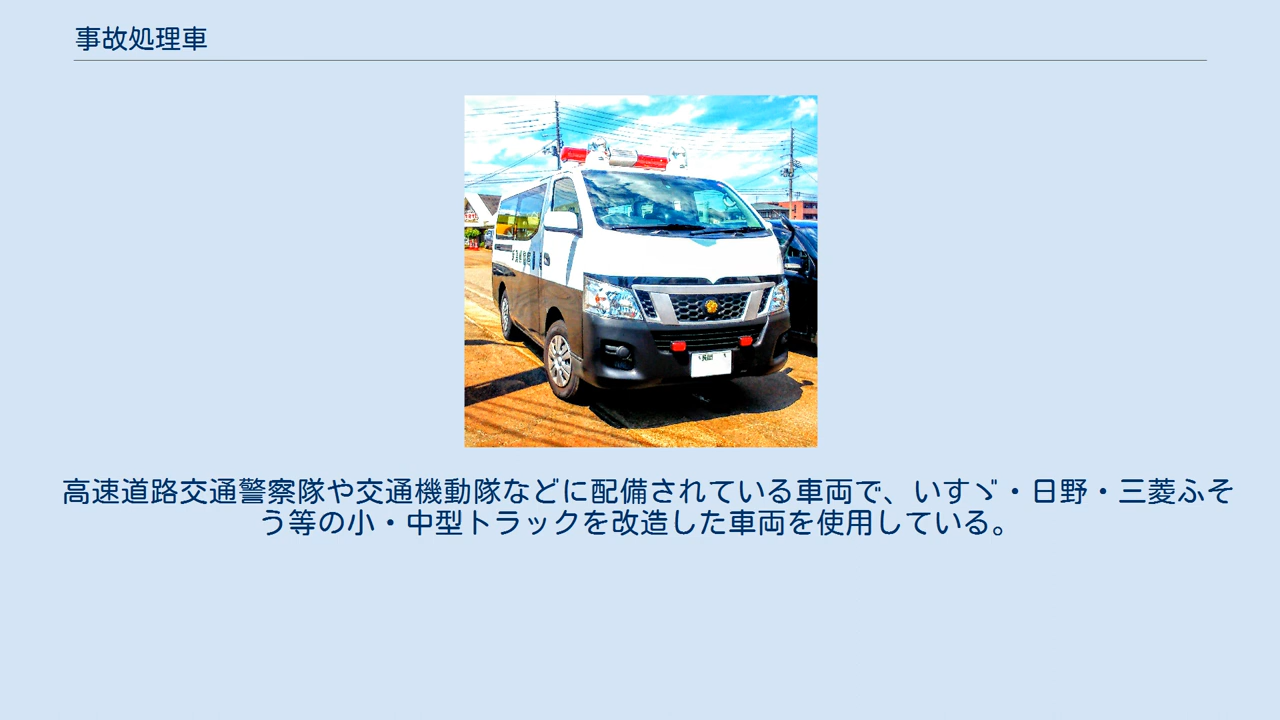 事故処理車
高速道路交通警察隊や交通機動隊などに配備されている車両で、いすゞ・日野・三菱ふそ
う等の小・中型トラックを改造した車両を使用している。